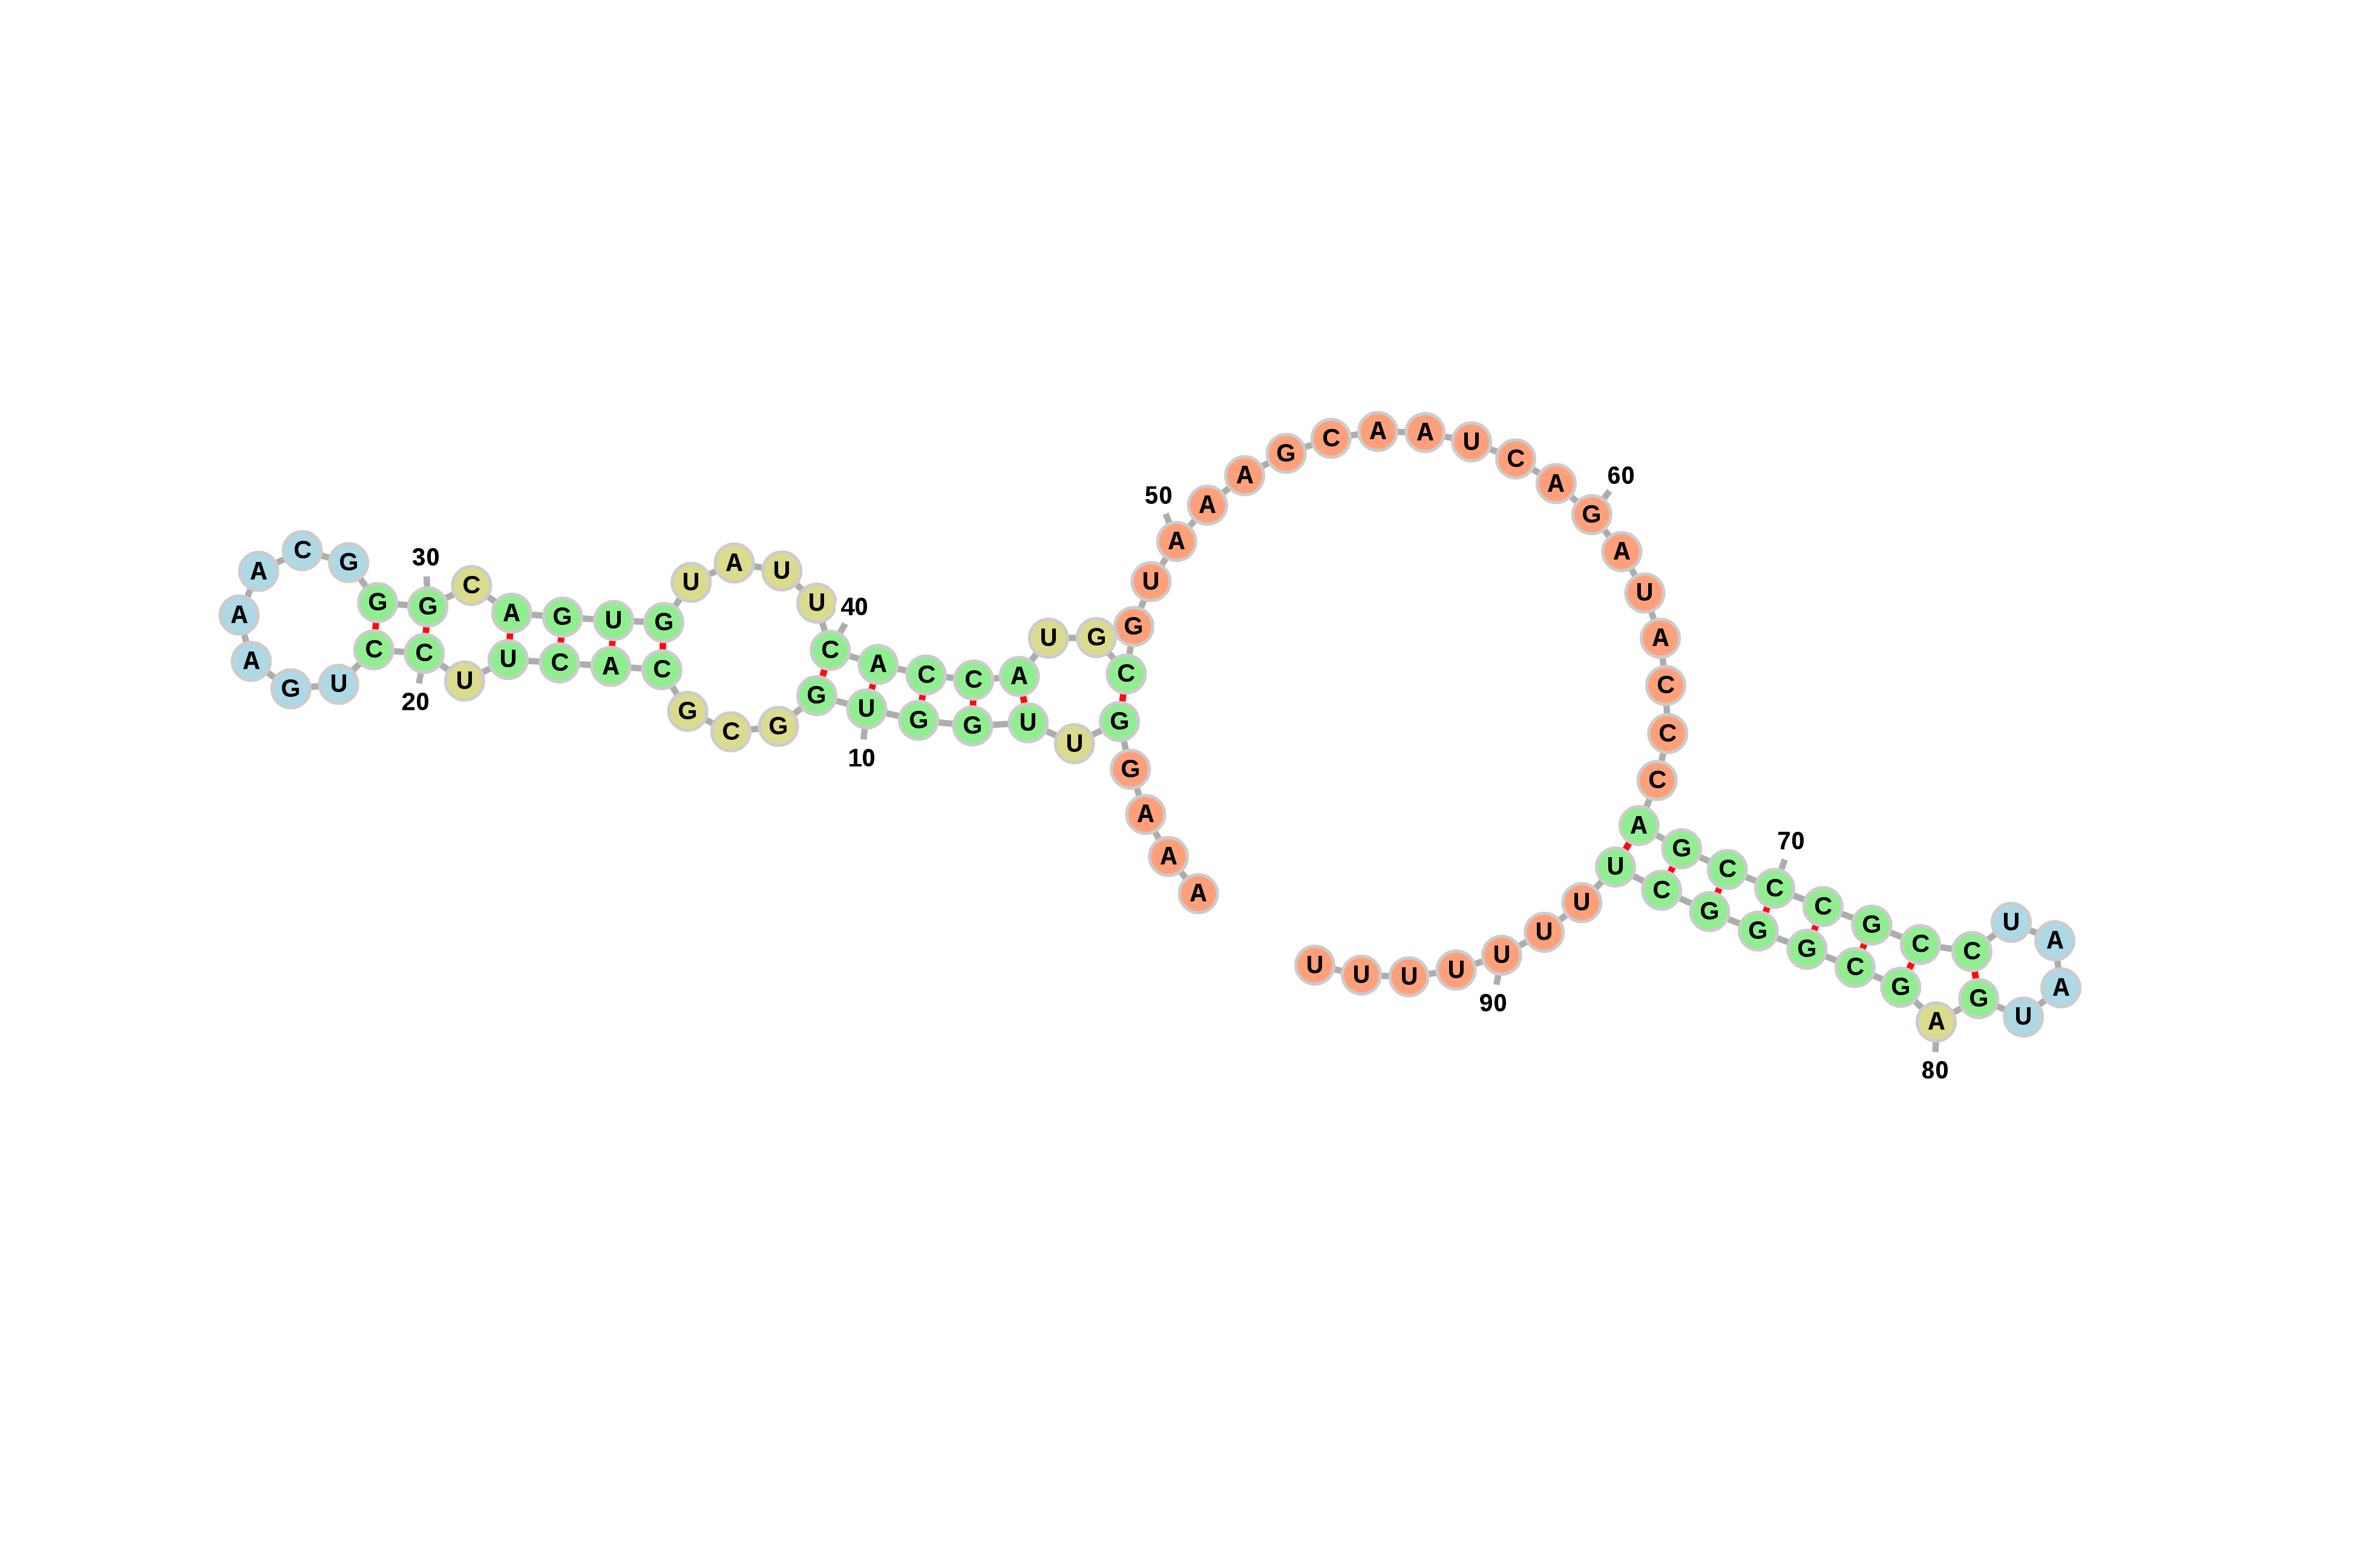 A A A G G U U G G U
10
G G C G C A C U U C
20
C U G A A A C G G G
30
C A G U G U A U U C
40
A C C A U G C G U A
50
A A G C A A U C A G
60
A U A C C C A G C C
70
C G C C U A A U G A
80
G C G G G C U U U U
90
U U U U